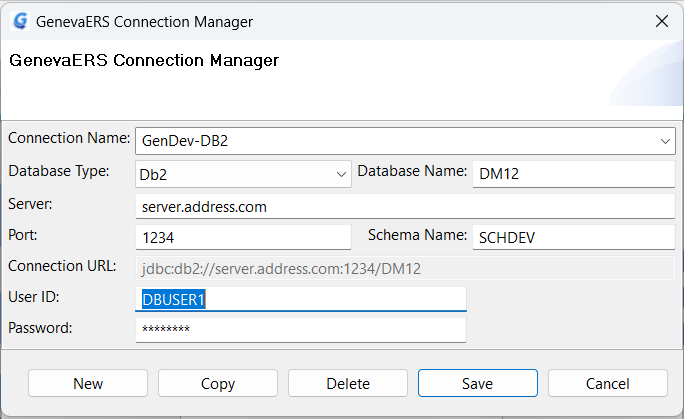 GenevaERS Connection Manager
GenevaERS Connection Manager
Connection Name: GenDev-DB2
Database Type: Db2 Database Name: DM12
Server: server.address.com
Port: 1234 Schema Name: SCHDEV
Connection URL: jdbc:db2://server.address.com:1234/DM12
User ID: DBUSER1
Password: ********
New Copy Delete Save Cancel